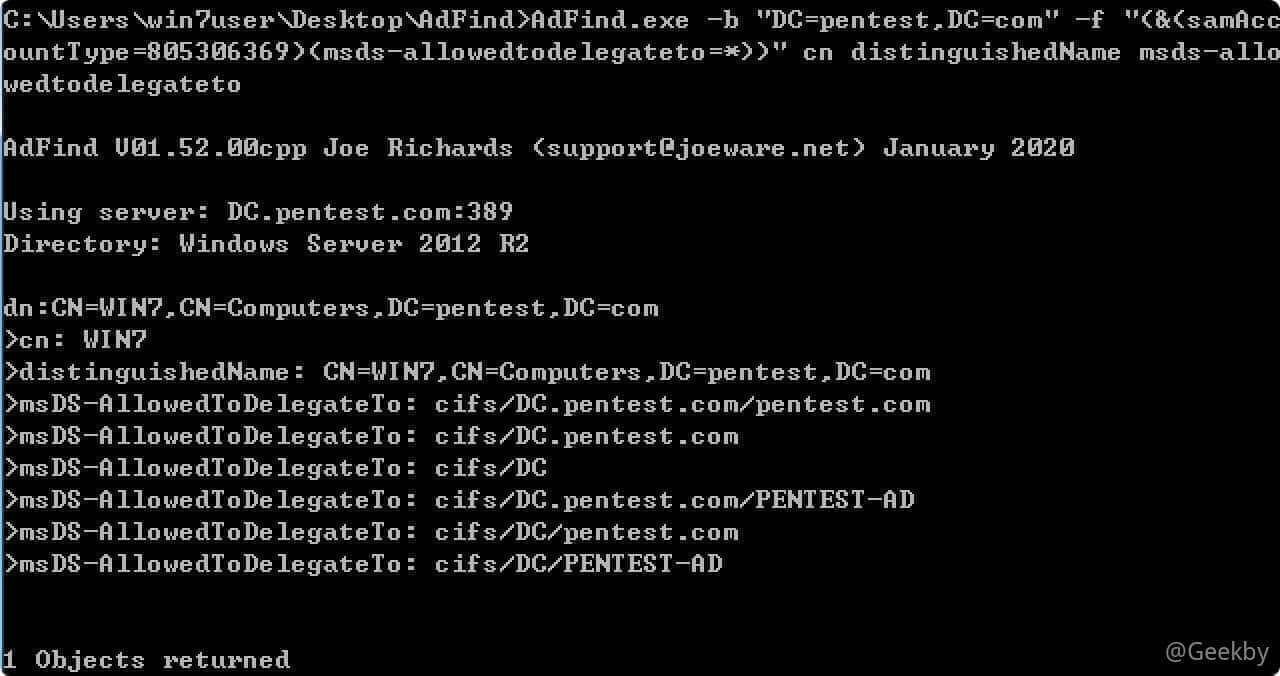 C:\Users\win7user\Desktop\AdFind>AdFind.exe -b "DC=pentest,DC=com" -f "(&(samAcc
ountType=805306369)(msds-allowedtodelegateto=*))" cn distinguishedName msds-allo
wedtodelegateto
AdFind V01.52.00cpp Joe Richards (support@joeware.net) January 2020
Using server: DC.pentest.com:389
Directory: Windows Server 2012 R2
dn:CN=WIN7,CN=Computers,DC=pentest,DC=com
>cn: WIN7
>distinguishedName: CN=WIN7,CN=Computers,DC=pentest,DC=com
>msDS-AllowedToDelegateTo: cifs/DC.pentest.com/pentest.com
>msDS-AllowedToDelegateTo: cifs/DC.pentest.com
>msDS-AllowedToDelegateTo: cifs/DC
>msDS-AllowedToDelegateTo: cifs/DC.pentest.com/PENTEST-AD
>msDS-AllowedToDelegateTo: cifs/DC/pentest.com
>msDS-AllowedToDelegateTo: cifs/DC/PENTEST-AD
1 Objects returned
@Geekby